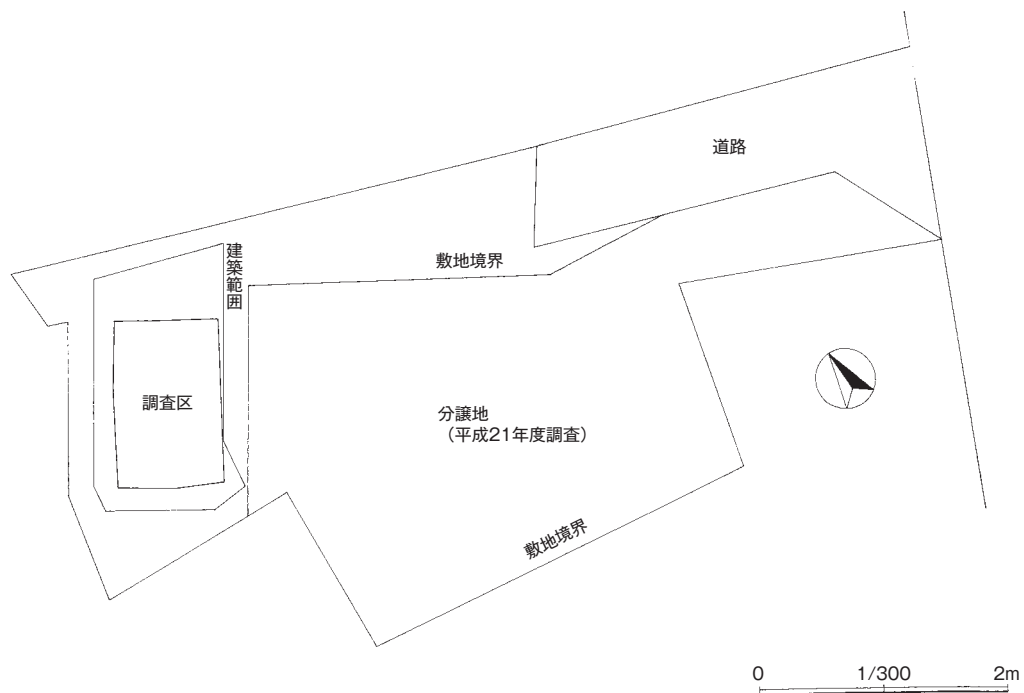 道路
建築範囲
敷地境界
調査区
分譲地
(平成21年度調査)
敷地境界
0 1/300 2m